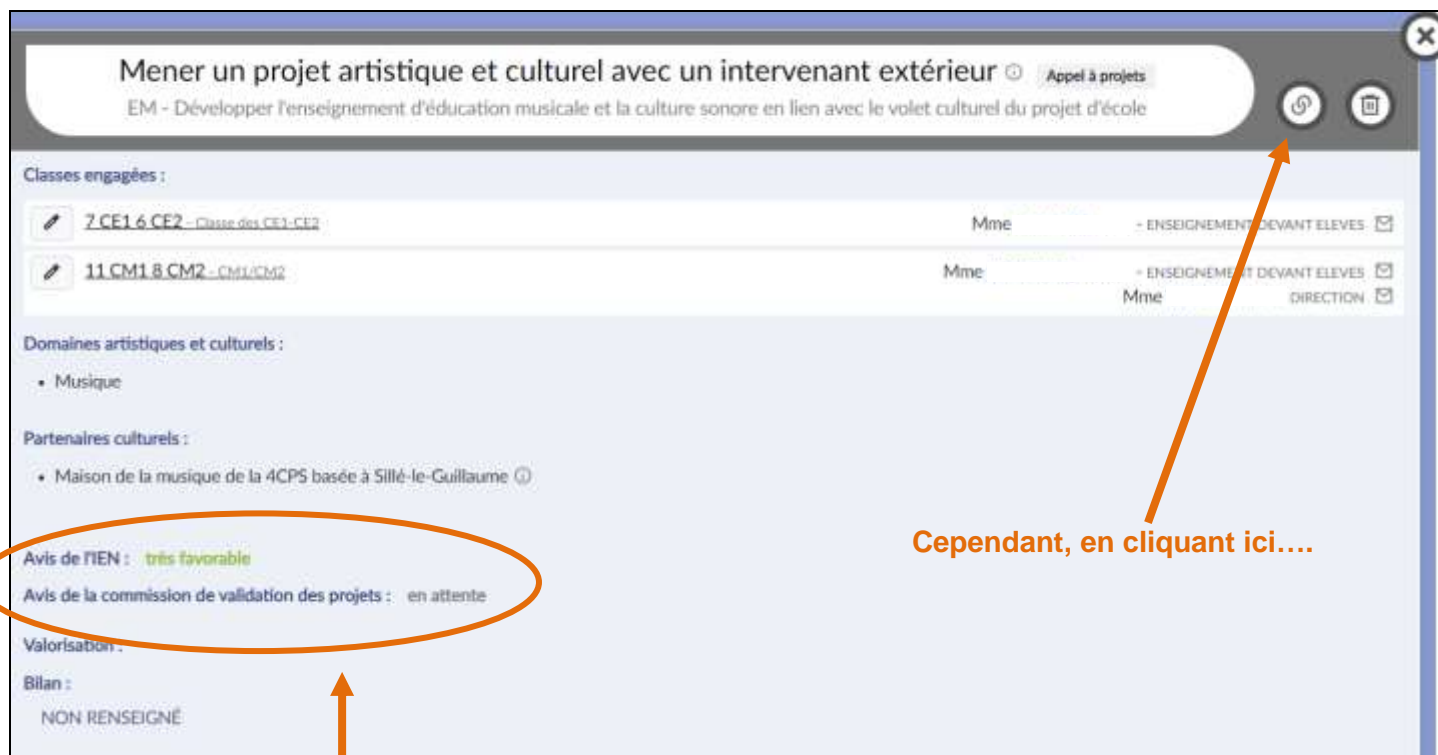 Mener un projet artistique et culturel avec un intervenant extérieur Appel à projets
EM - Développer l'enseignement d'éducation musicale et la culture sonore en lien avec le volet culturel du projet d'école
Classes engagées :
7 CE1 6 CE2 - Classe des CE1-CE2 Mme - ENSEIGNEMENT DEVANT ELEVES
11 CM1 8 CM2 - CM1/CM2 Mme - ENSEIGNEMENT DEVANT ELEVES
Mme DIRECTION
Domaines artistiques et culturels :
• Musique
Partenaires culturels :
• Maison de la musique de la 4CPS basée à Sillé-le-Guillaume
Cependant, en cliquant ici….
Avis de l'IEN : très favorable
Avis de la commission de validation des projets : en attente
Valorisation :
Bilan :
NON RENSEIGNÉ